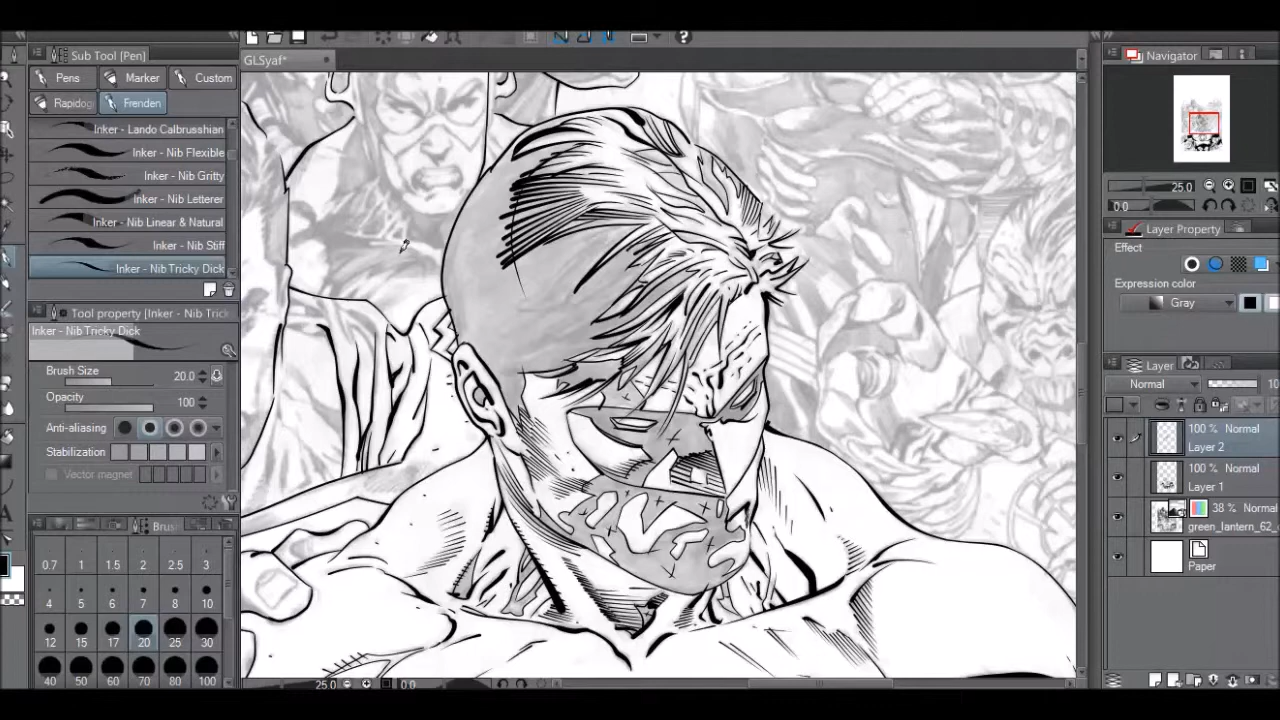 Sub Tool [Pen]
Pens
Marker
Custom
Rapidog
Frenden
Inker - Lando Calbrusshian
Inker - Nib Flexible
Inker - Nib Gritty
Inker - Nib Letterer
Inker - Nib Linear & Natural
Inker - Nib Stiff
Inker - Nib Tricky Dick
Tool property [Inker - Nib Trick
Inker - Nib Tricky Dick
Brush Size
20.0
Opacity
100
Anti-aliasing
Stabilization
Vector magnet
Brus
0.7 1 1.5 2 2.5 3
4 5 6 7 8 10
12 15 17 20 25 30
40 50 60 70 80 100
GLSyaf*
25.0
0.0
Navigator
25.0
0.0
Layer Property
Effect
Expression color
Gray
Layer
Normal
10
100 % Normal
Layer 2
100 % Normal
Layer 1
38 % Normal
green_lantern_62_
Paper